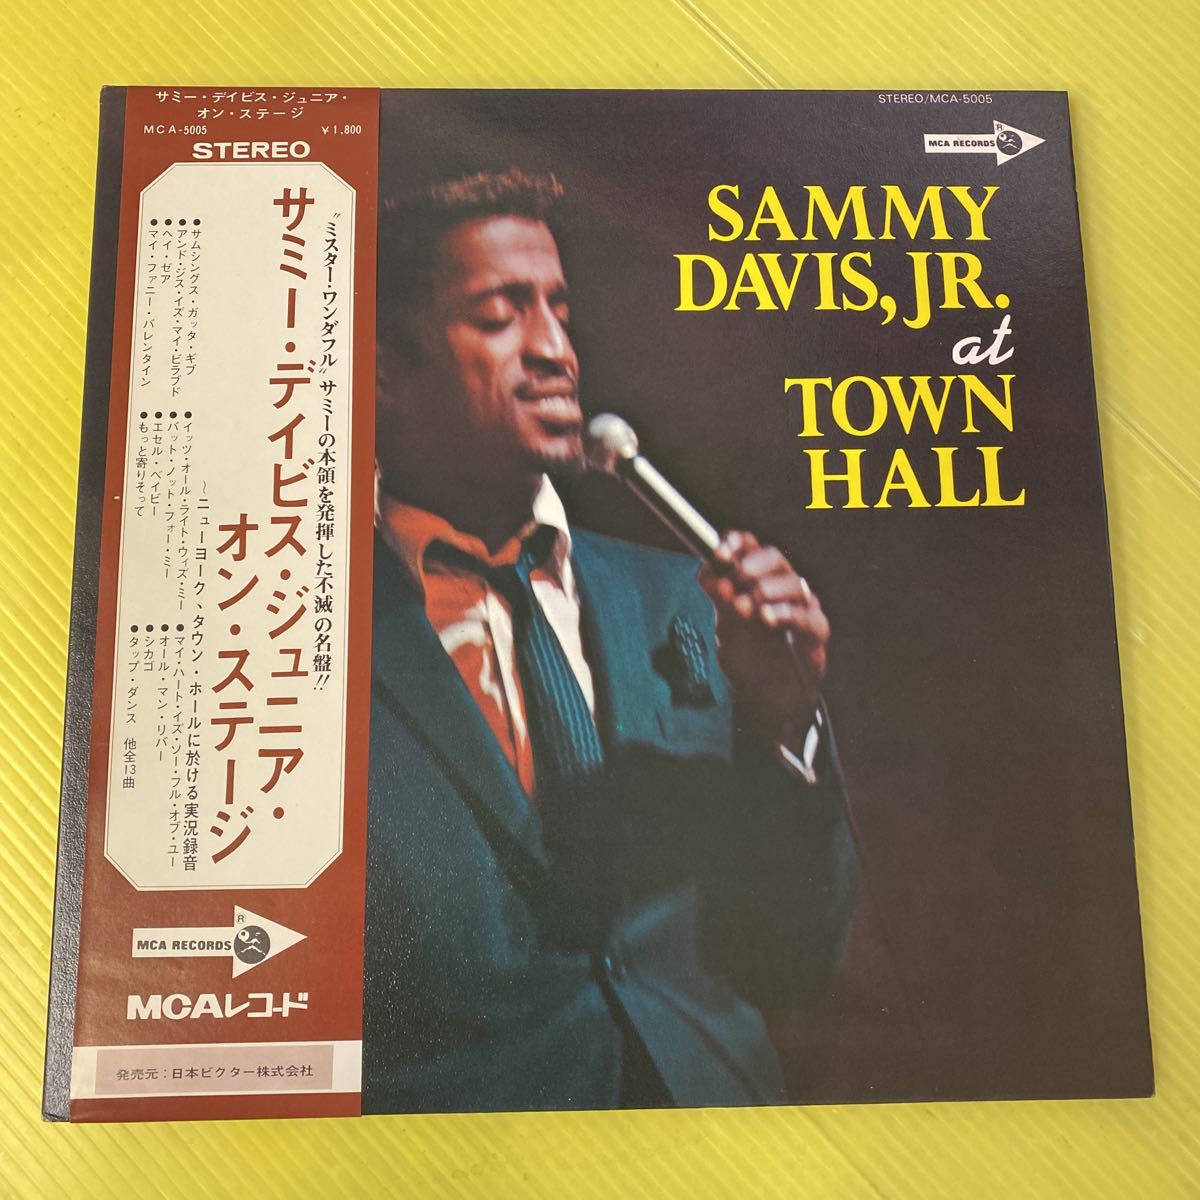 サミー・デイビス・ジュニア・
オン・ステージ
MCA-5005 ￥1,800
STEREO
"ミスター・ワンダフル"サミーの本領を発揮した不滅の名盤!!
サミー・デイビス・ジュニア・
オン・ステージ
～ニューヨーク、タウン・ホールに於ける実況録音
●サムシングス・ガッタ・ギブ
●アンド・ジス・イズ・マイ・ビラブド
●ヘイ・ゼア
●マイ・ファニー・バレンタイン
●イッツ・オール・ライト・ウィズ・ミー
●バット・ノット・フォー・ミー
●エセル・ベイビー
●もっと寄りそって
●マイ・ハート・イズ・ソー・フル・オブ・ユー
●オール・マン・リバー
●シカゴ
●タップ・ダンス 他全13曲
MCA RECORDS
R
MCAレコード
発売元：日本ビクター株式会社
STEREO/MCA-5005
MCA RECORDS
R
SAMMY
DAVIS, JR.
at
TOWN
HALL